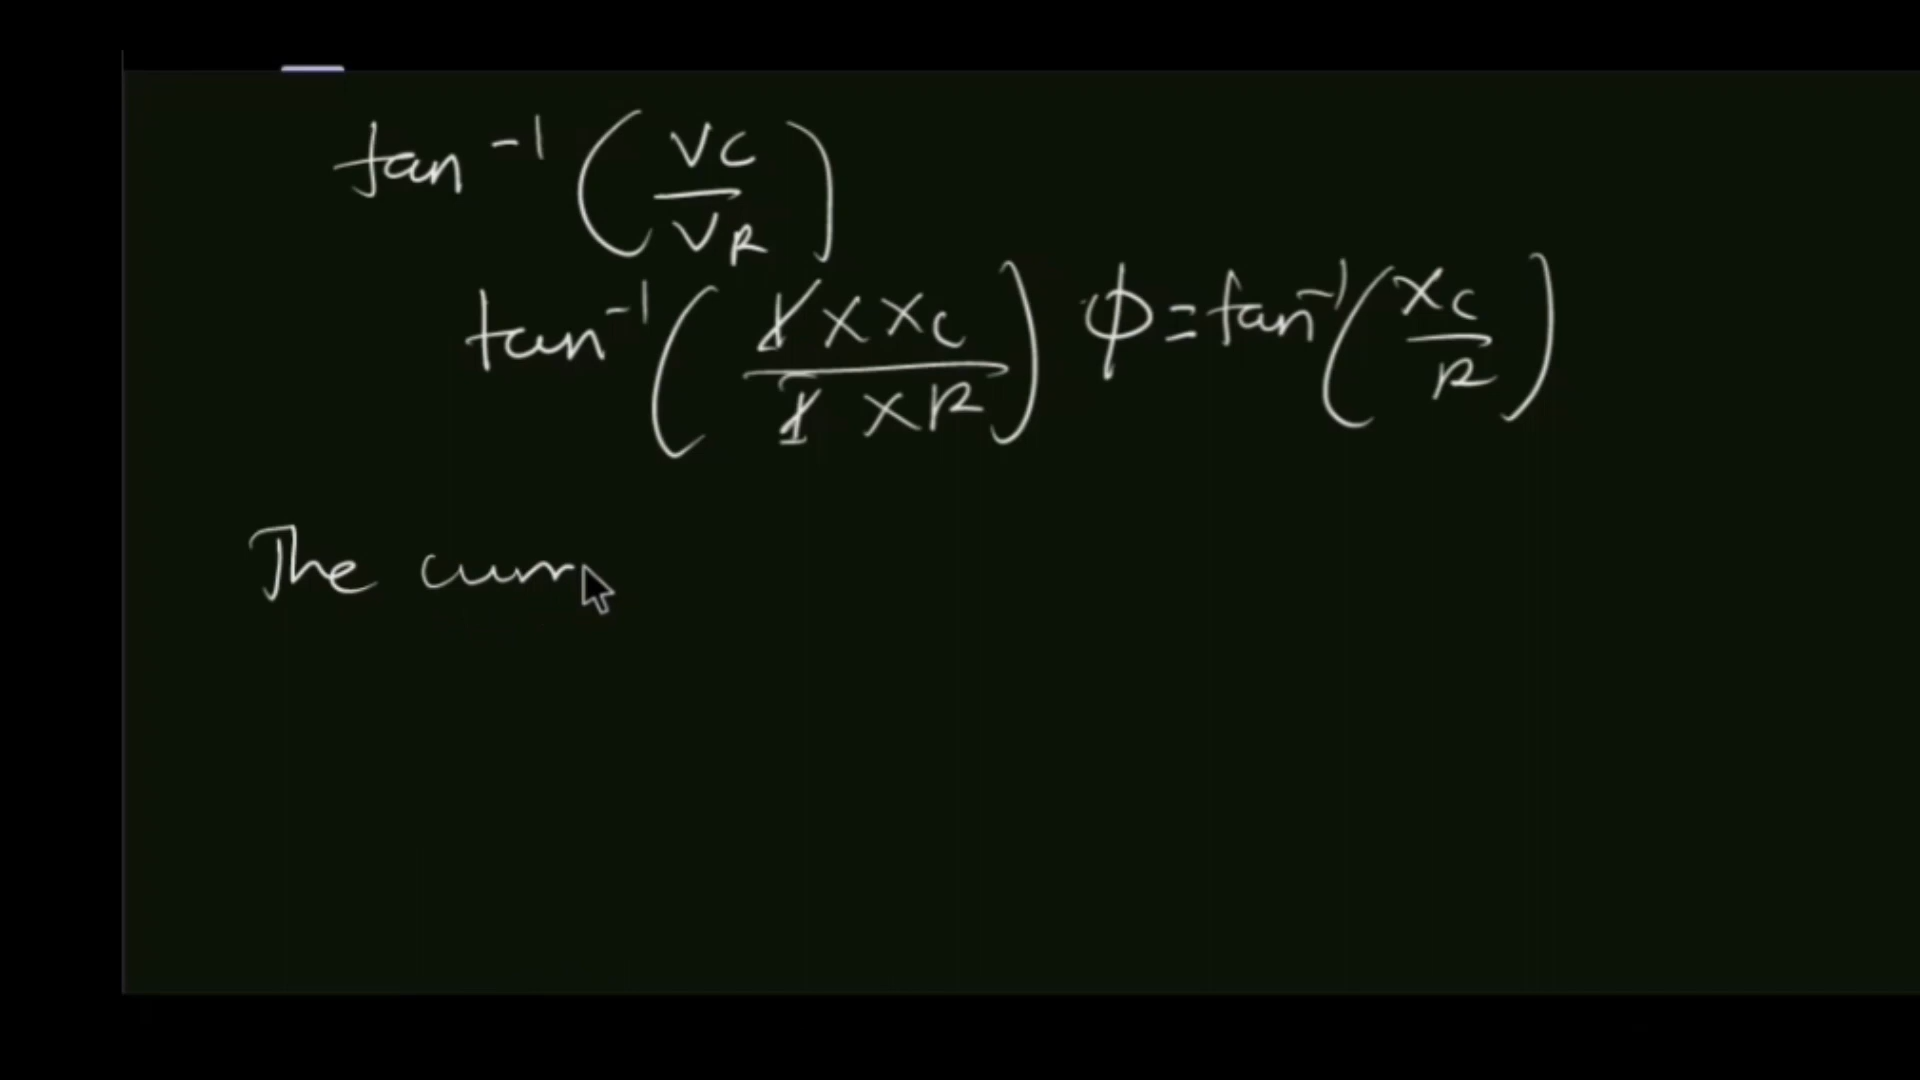 tan⁻¹ (VC / VR)
tan⁻¹ (I X XC / I X R) ϕ = tan⁻¹ (XC / R)
The curr